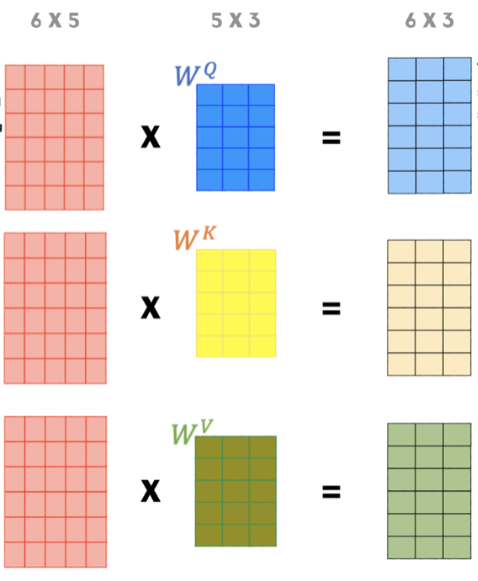 6 X 5 5 X 3 6 X 3
W^Q
X =
W^K
X =
W^V
X =